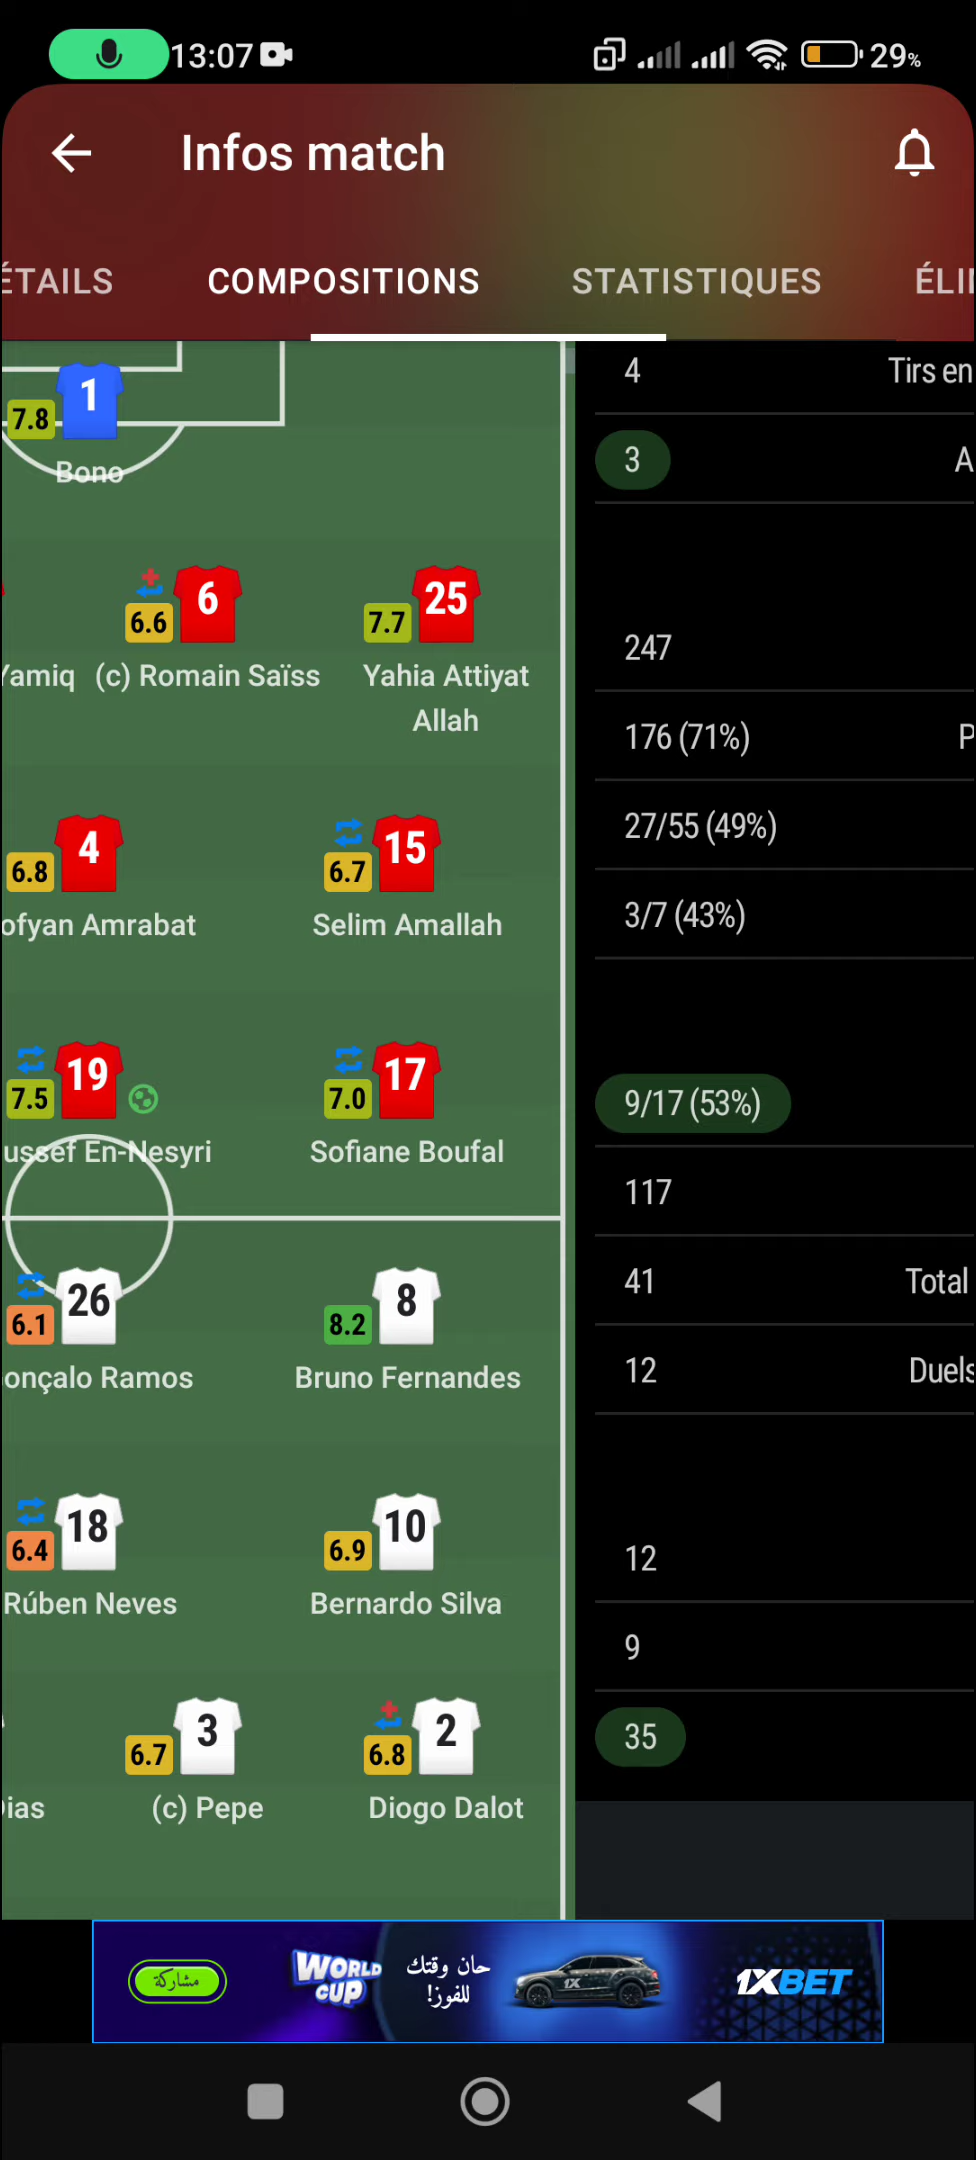 13:07
29%
Infos match
ÉTAILS
COMPOSITIONS
STATISTIQUES
ÉLI
1
7.8
Bono
6
6.6
25
7.7
Yamiq
(c) Romain Saïss
Yahia Attiyat
Allah
4
6.8
15
6.7
ofyan Amrabat
Selim Amallah
19
7.5
17
7.0
ussef En-Nesyri
Sofiane Boufal
26
6.1
8
8.2
onçalo Ramos
Bruno Fernandes
18
6.4
10
6.9
Rúben Neves
Bernardo Silva
3
6.7
2
6.8
Dias
(c) Pepe
Diogo Dalot
4
Tirs en
3
A
247
176 (71%)
P
27/55 (49%)
3/7 (43%)
9/17 (53%)
117
41
Total
12
Duels
12
9
35
مشاركة
WORLD
CUP
حان وقتك
للفوز!
1X
1XBET